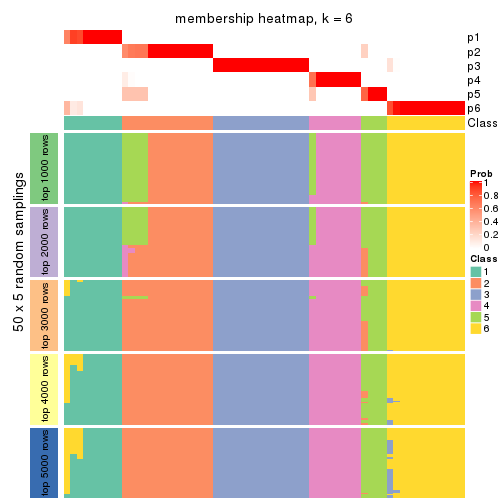 membership heatmap, k = 6
p1
p2
p3
p4
p5
p6
Class
50 x 5 random samplings
top 1000 rows
top 2000 rows
top 3000 rows
top 4000 rows
top 5000 rows
Prob
1
0.8
0.6
0.4
0.2
0
Class
1
2
3
4
5
6